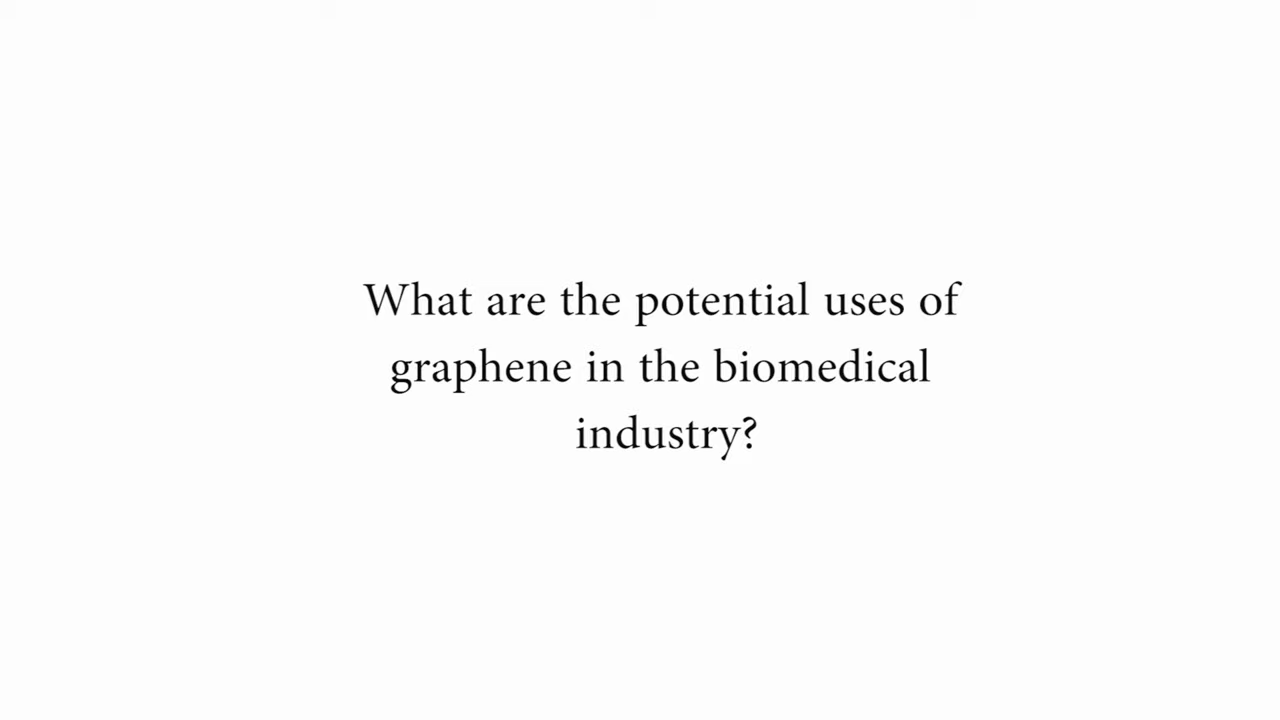 What are the potential uses of
graphene in the biomedical
industry?